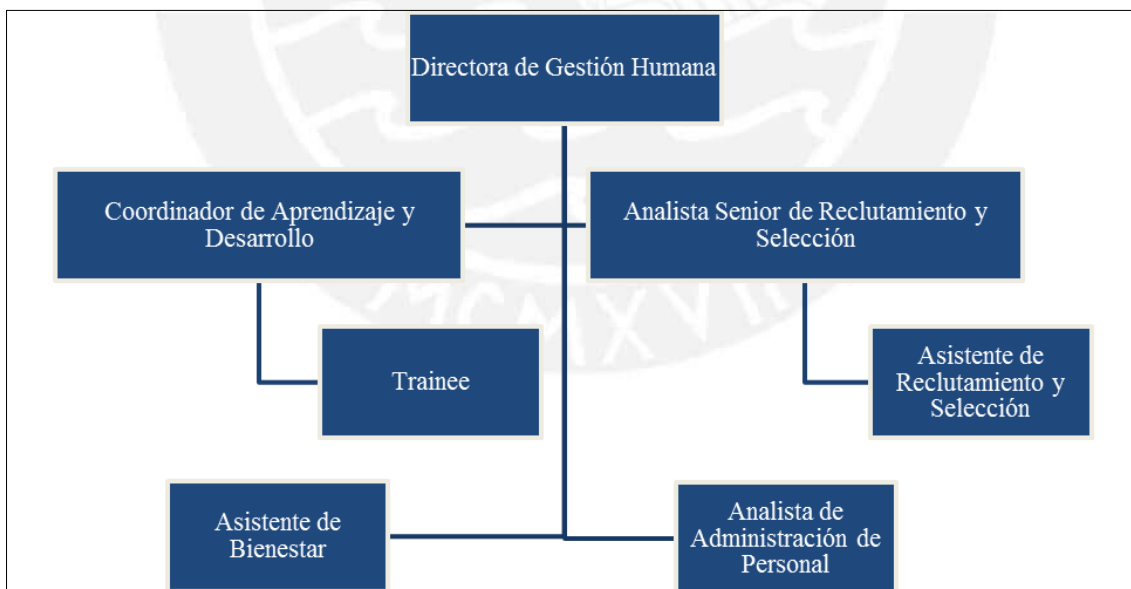 Directora de Gestión Humana
Coordinador de Aprendizaje y
Desarrollo
Analista Senior de Reclutamiento y
Selección
Trainee
Asistente de
Reclutamiento y
Selección
Asistente de
Bienestar
Analista de
Administración de
Personal
MCMXVII